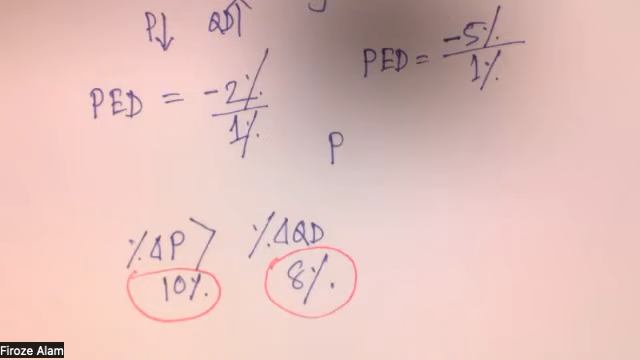 P↓ QD↑
PED = -2% / 1%
PED = -5% / 1%
P
%ΔP > %ΔQD
10%. 8%.
Firoze Alam